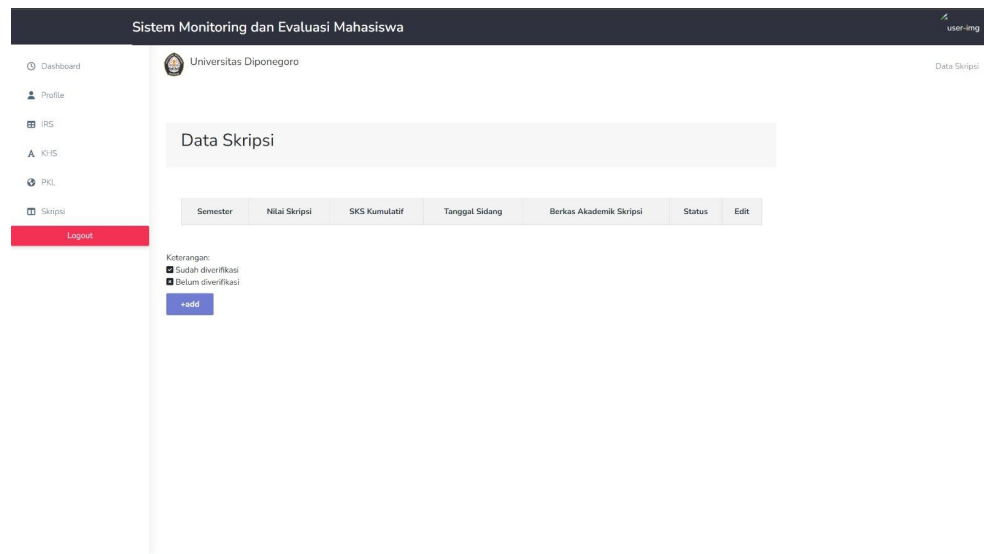 Sistem Monitoring dan Evaluasi Mahasiswa
user-img
Dashboard
Profile
IRS
KHS
PKL
Skripsi
Logout
Universitas Diponegoro
Data Skripsi
Data Skripsi
Semester Nilai Skripsi SKS Kumulatif Tanggal Sidang Berkas Akademik Skripsi Status Edit
Keterangan:
Sudah diverifikasi
Belum diverifikasi
+add